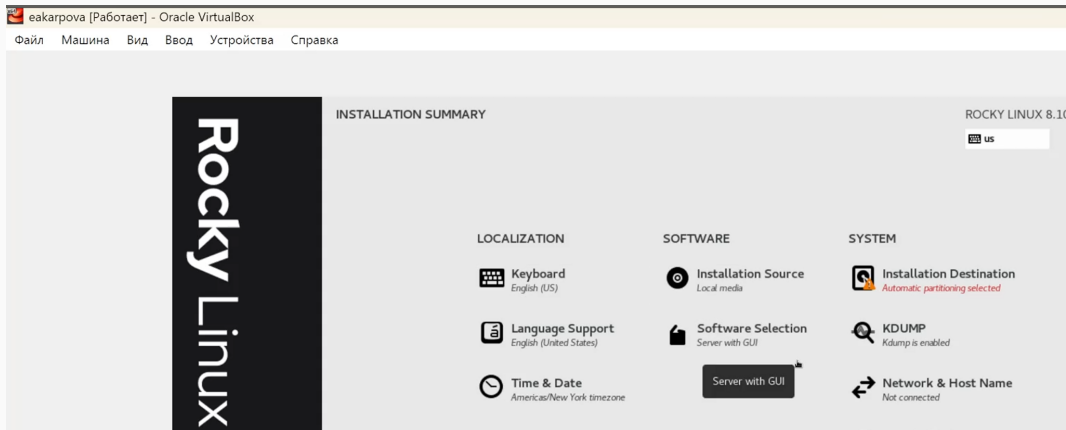 eakarpova [Работает] - Oracle VirtualBox
Файл Машина Вид Ввод Устройства Справка
Rocky Linux
INSTALLATION SUMMARY
ROCKY LINUX 8.10
us
LOCALIZATION
Keyboard
English (US)
Language Support
English (United States)
Time & Date
Americas/New York timezone
SOFTWARE
Installation Source
Local media
Software Selection
Server with GUI
Server with GUI
SYSTEM
Installation Destination
Automatic partitioning selected
KDUMP
Kdump is enabled
Network & Host Name
Not connected